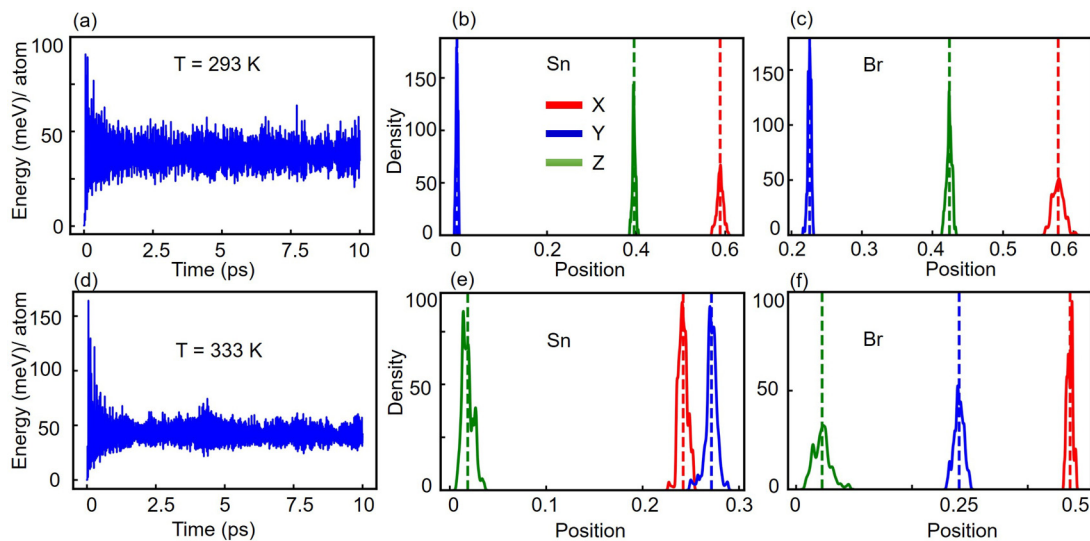 (a)
100
Energy (meV)/ atom
50
0
T = 293 K
0 2.5 5 7.5 10
Time (ps)
(b)
Density
150
100
50
0
Sn
X
Y
Z
0 0.2 0.4 0.6
Position
(c)
150
100
50
0
Br
0.2 0.3 0.4 0.5 0.6
Position
(d)
Energy (meV)/ atom
150
100
50
0
T = 333 K
0 2.5 5 7.5 10
Time (ps)
(e)
Density
100
50
0
Sn
0 0.1 0.2 0.3
Position
(f)
100
50
0
Br
0 0.25 0.5
Position